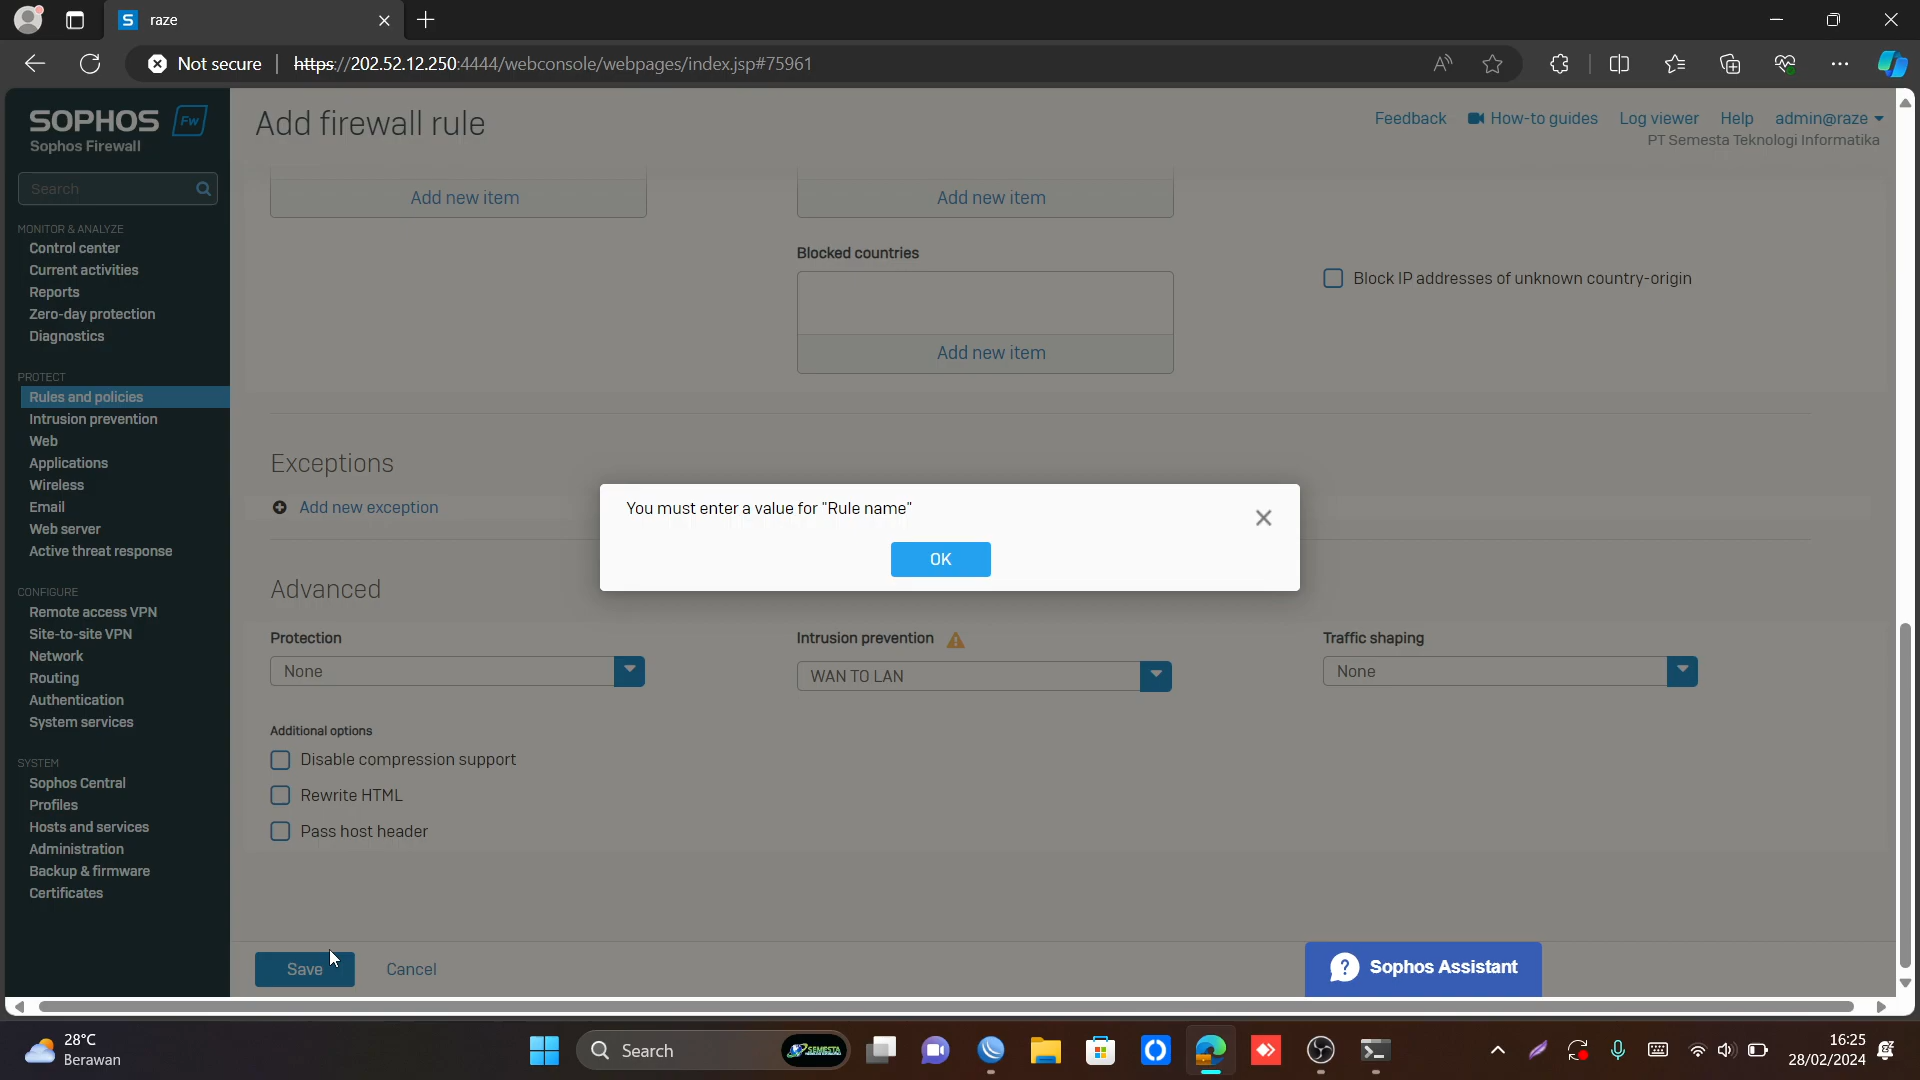 raze
Not secure
https://202.52.12.250:4444/webconsole/webpages/index.jsp#75961
SOPHOS Fw
Sophos Firewall
Search
MONITOR & ANALYZE
Control center
Current activities
Reports
Zero-day protection
Diagnostics
PROTECT
Rules and policies
Intrusion prevention
Web
Applications
Wireless
Email
Web server
Active threat response
CONFIGURE
Remote access VPN
Site-to-site VPN
Network
Routing
Authentication
System services
SYSTEM
Sophos Central
Profiles
Hosts and services
Administration
Backup & firmware
Certificates
Add firewall rule
Feedback How-to guides Log viewer Help admin@raze
PT Semesta Teknologi Informatika
Add new item Add new item
Blocked countries
Block IP addresses of unknown country-origin
Add new item
Exceptions
Add new exception
You must enter a value for "Rule name"
OK
Advanced
Protection Intrusion prevention Traffic shaping
None WAN TO LAN None
Additional options
Disable compression support
Rewrite HTML
Pass host header
Save Cancel
Sophos Assistant
28°C
Berawan
Search
SEMESTA
16:25
28/02/2024